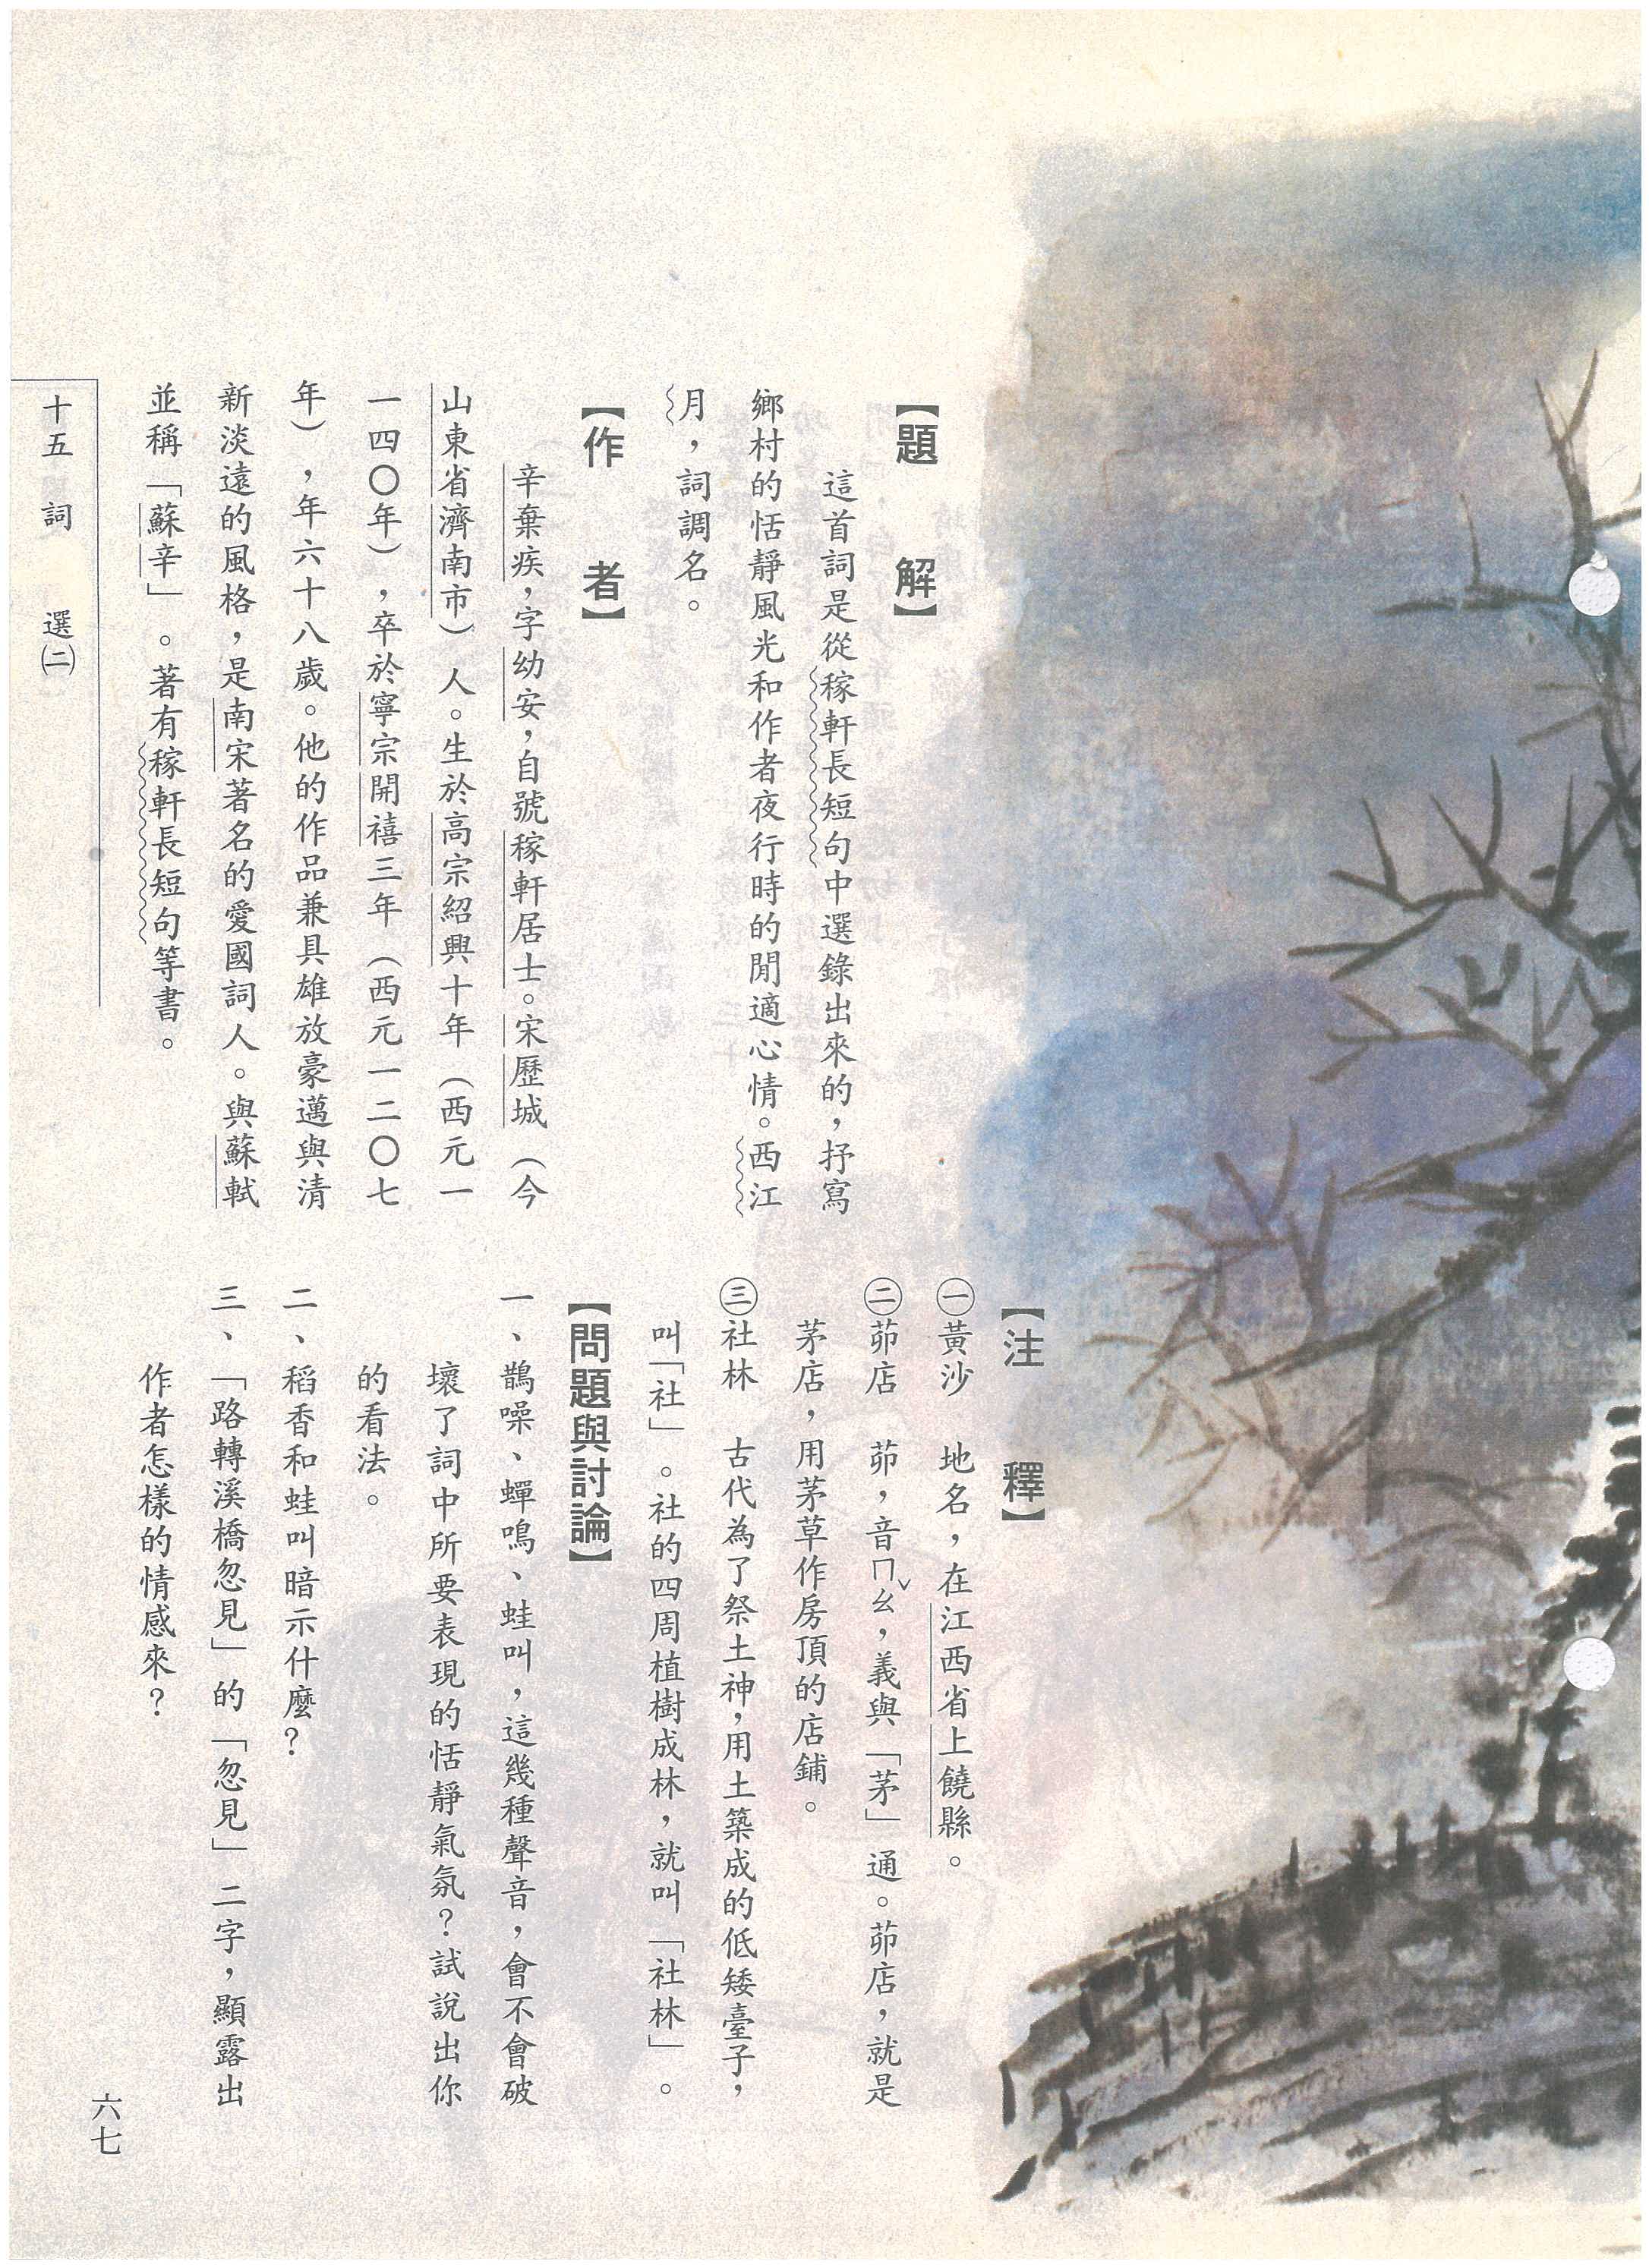 【題　解】
　　這首詞是從稼軒長短句中選錄出來的，抒寫
鄉村的恬靜風光和作者夜行時的閒適心情。西江
月，詞調名。
【作　者】
　　辛棄疾，字幼安，自號稼軒居士。宋歷城（今
山東省濟南市）人。生於高宗紹興十年（西元一
一四〇年），卒於寧宗開禧三年（西元一二〇七
年），年六十八歲。他的作品兼具雄放豪邁與清
新淡遠的風格，是南宋著名的愛國詞人。與蘇軾
並稱「蘇辛」。著有稼軒長短句等書。
【注　釋】
㊀黃沙　地名，在江西省上饒縣。
㊁茆店　茆，音ㄇㄠˇ，義與「茅」通。茆店，就是
茅店，用茅草作房頂的店鋪。
㊂社林　古代為了祭土神，用土築成的低矮臺子，
叫「社」。社的四周植樹成林，就叫「社林」。
【問題與討論】
一、鵲噪、蟬鳴、蛙叫，這幾種聲音，會不會破
壞了詞中所要表現的恬靜氣氛？試說出你
的看法。
二、稻香和蛙叫暗示什麼？
三、「路轉溪橋忽見」的「忽見」二字，顯露出
作者怎樣的情感來？
十五　詞　選㈡
六七